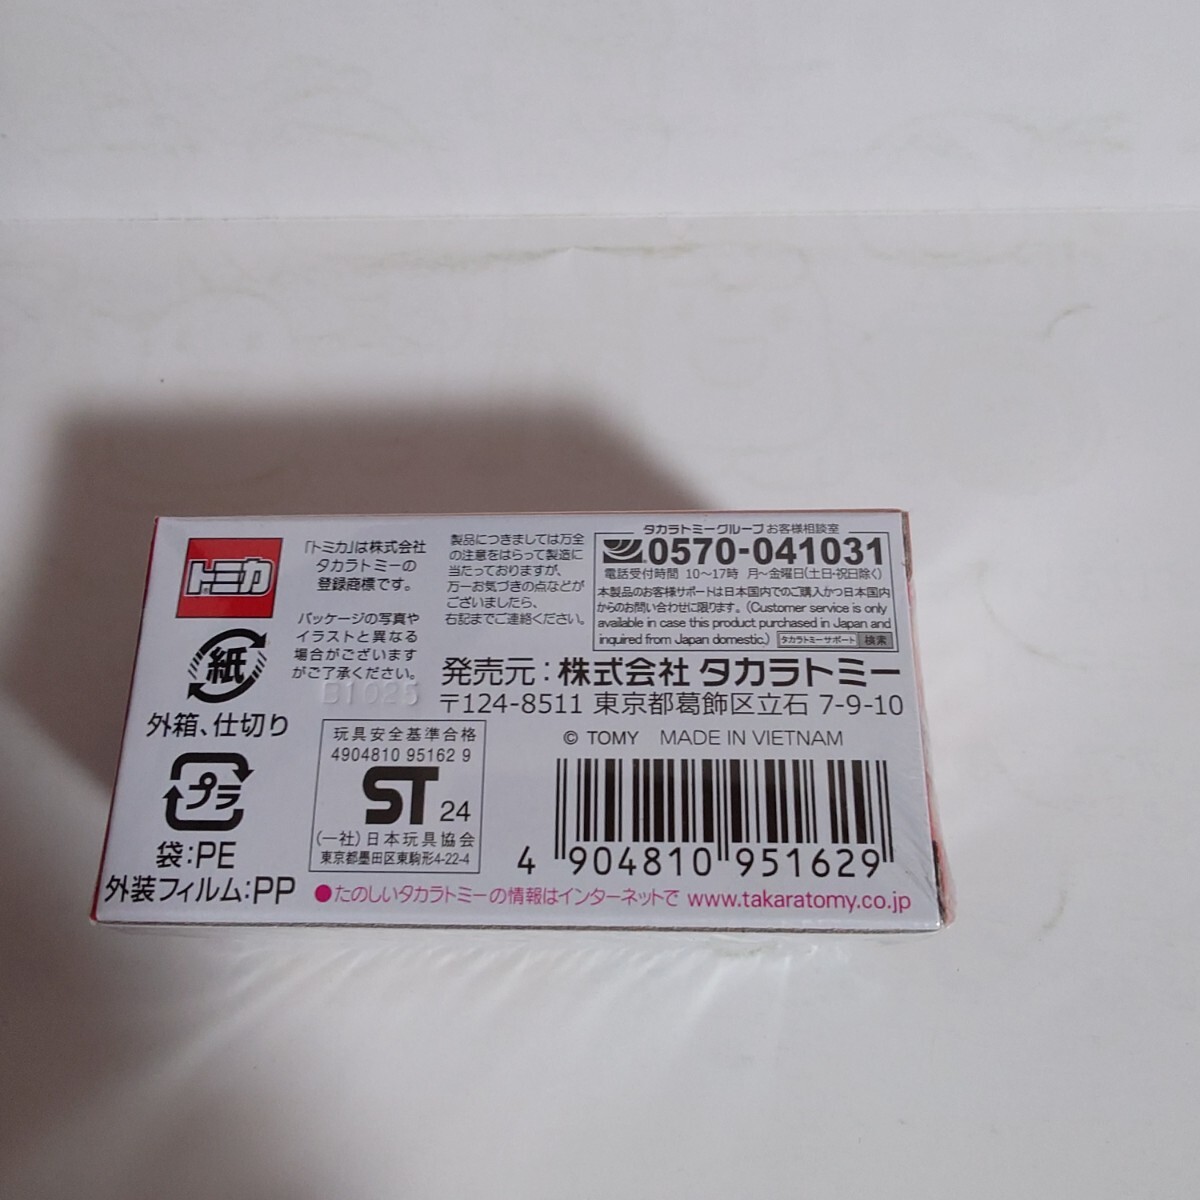 トミカ
「トミカ」は株式会社
タカラトミーの
登録商標です。
パッケージの写真や
イラストと異なる
場合がございます
がご了承ください。
B1025
紙
外箱、仕切り
プラ
袋:PE
外装フィルム:PP
製品につきましては万全
の注意をはらって製造に
当たっておりますが、
万一お気づきの点などが
ございましたら、
右記までご連絡ください。
タカラトミーグループ お客様相談室
0570-041031
電話受付時間 10〜17時 月〜金曜日(土日・祝日除く)
本製品のお客様サポートは日本国内でのご購入かつ日本国内
からのお問い合わせに限ります。(Customer service is only
available in case this product purchased in Japan and
inquired from Japan domestic.) タカラトミーサポート 検索
発売元:株式会社 タカラトミー
〒124-8511 東京都葛飾区立石 7-9-10
© TOMY MADE IN VIETNAM
玩具安全基準合格
4904810 95162 9
ST 24
(一社)日本玩具協会
東京都墨田区東駒形4-22-4
4 904810 951629
●たのしいタカラトミーの情報はインターネットで www.takaratomy.co.jp